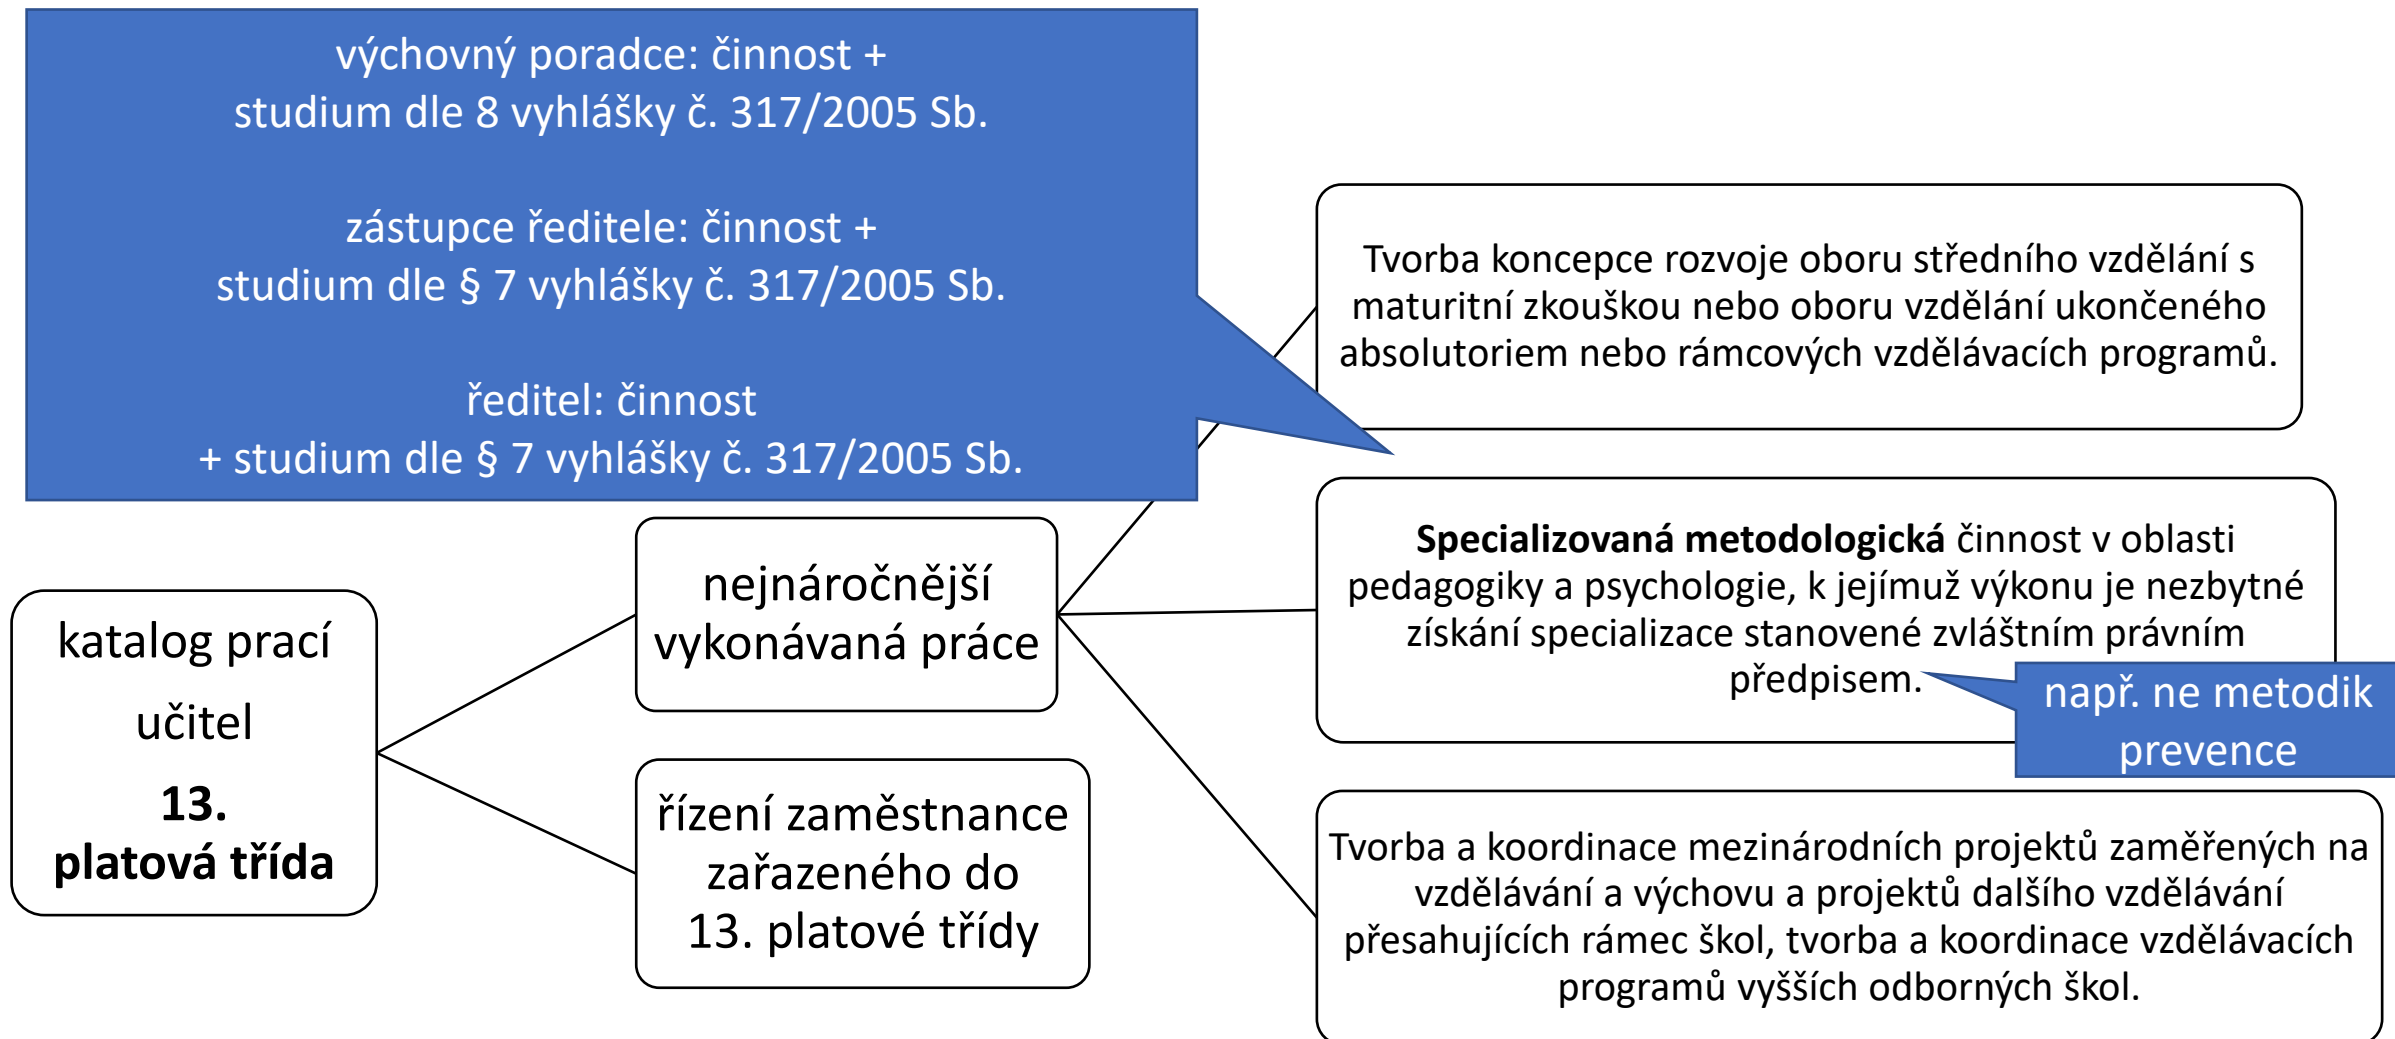 výchovný poradce: činnost +
studium dle 8 vyhlášky č. 317/2005 Sb.
zástupce ředitele: činnost +
studium dle § 7 vyhlášky č. 317/2005 Sb.
ředitel: činnost
+ studium dle § 7 vyhlášky č. 317/2005 Sb.
katalog prací
učitel
13.
platová třída
nejnáročnější
vykonávaná práce
řízení zaměstnance
zařazeného do
13. platové třídy
Tvorba koncepce rozvoje oboru středního vzdělání s
maturitní zkouškou nebo oboru vzdělání ukončeného
absolutoriem nebo rámcových vzdělávacích programů.
Specializovaná metodologická činnost v oblasti
pedagogiky a psychologie, k jejímuž výkonu je nezbytné
získání specializace stanovené zvláštním právním
předpisem.
např. ne metodik
prevence
Tvorba a koordinace mezinárodních projektů zaměřených na
vzdělávání a výchovu a projektů dalšího vzdělávání
přesahujících rámec škol, tvorba a koordinace vzdělávacích
programů vyšších odborných škol.